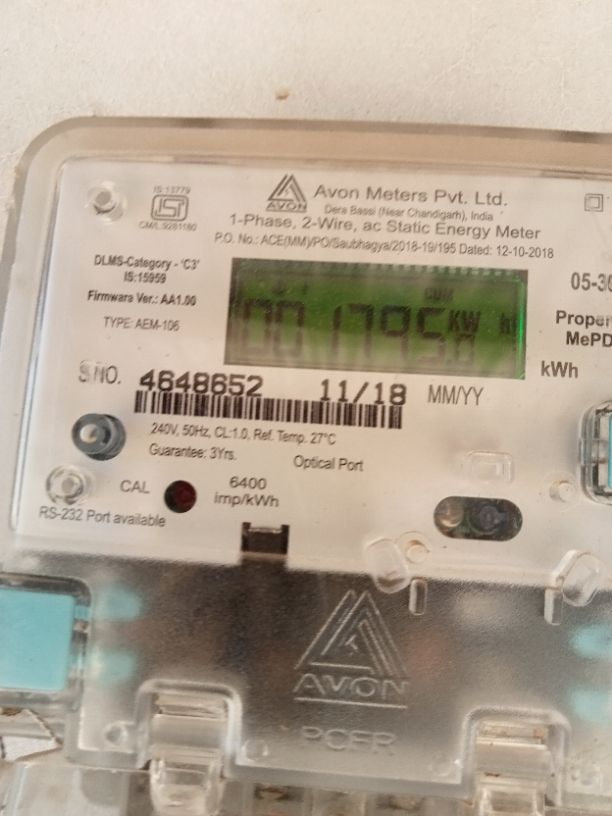 IS:13779
CM/L.9281180
AVON
Avon Meters Pvt. Ltd.
Dera Bassi (Near Chandigarh), India
1-Phase, 2-Wire, ac Static Energy Meter
P.O. No.: ACE(MM)/PO/Saubhagya/2018-19/195 Dated: 12-10-2018
DLMS-Category - 'C3'
IS:15959
Firmware Ver.: AA1.00
TYPE: AEM-106
CUM
001795.0 KW h
05-30
Proper
MePD
kWh
S.NO. 4648652 11/18 MM/YY
240V, 50Hz, CL:1.0, Ref. Temp. 27°C
Guarantee: 3Yrs.
Optical Port
CAL
6400
imp/kWh
RS-232 Port available
AVON